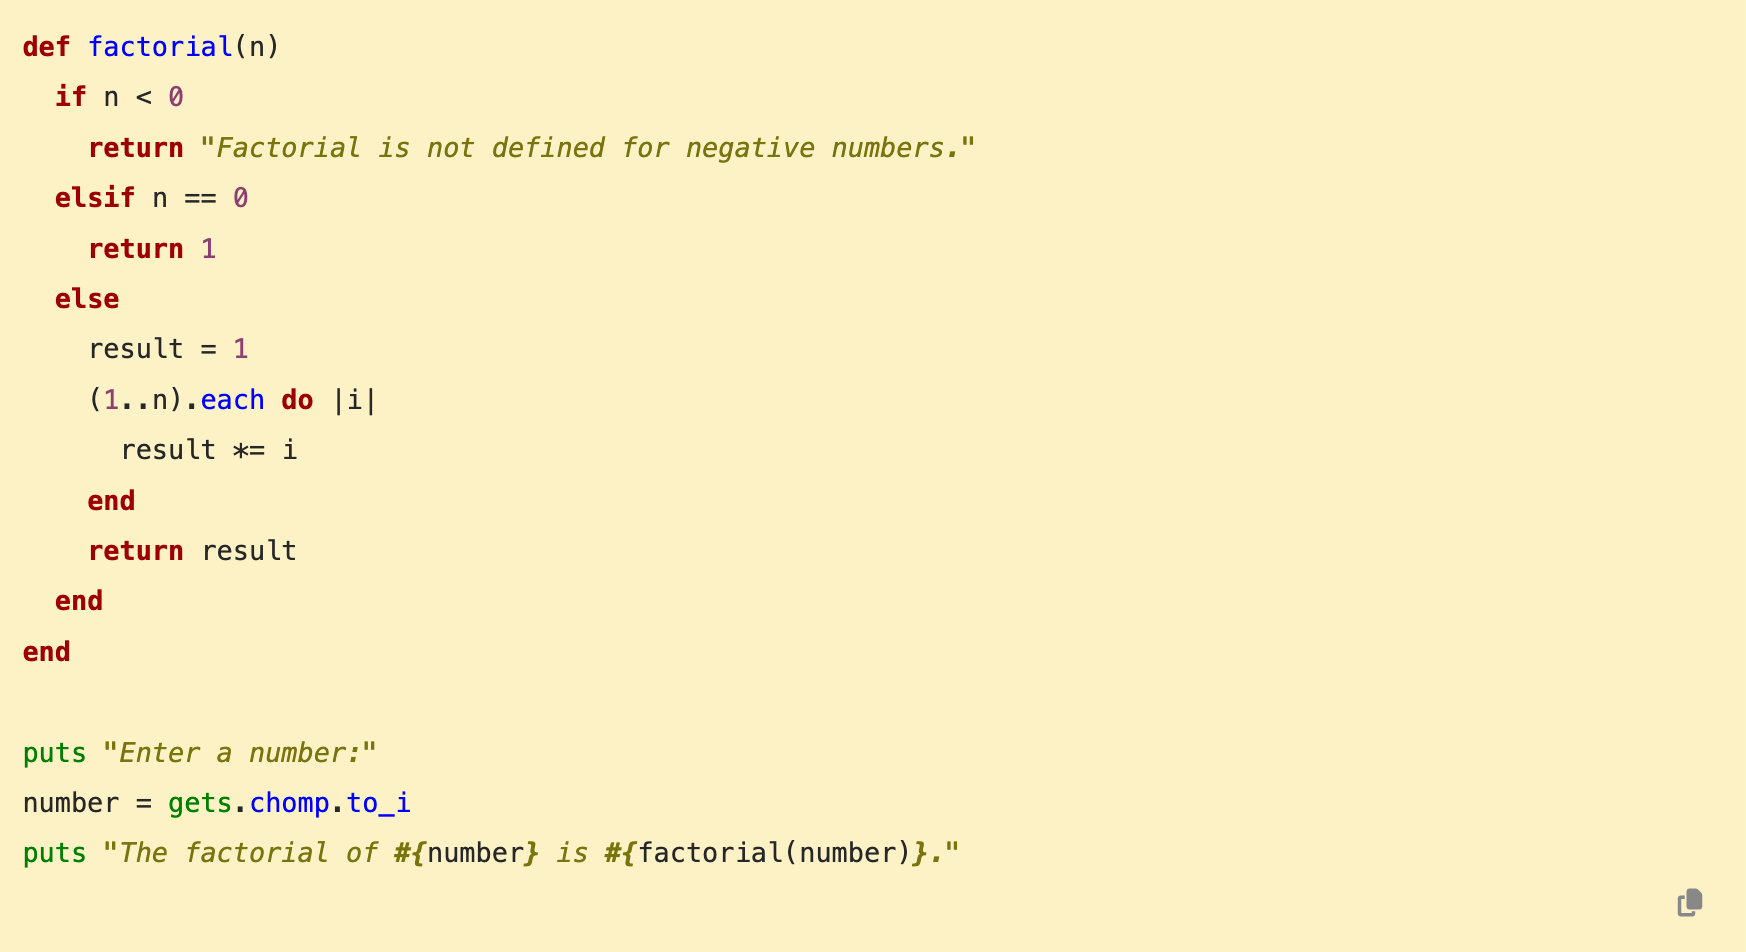 def factorial(n)
  if n < 0
    return "Factorial is not defined for negative numbers."
  elsif n == 0
    return 1
  else
    result = 1
    (1..n).each do |i|
      result *= i
    end
    return result
  end
end

puts "Enter a number:"
number = gets.chomp.to_i
puts "The factorial of #{number} is #{factorial(number)}."